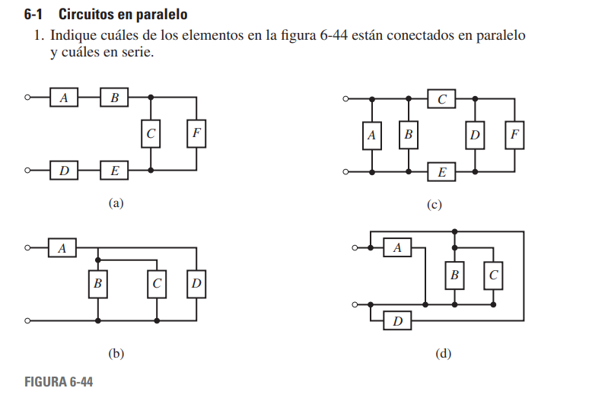 6-1 Circuitos en paralelo
1. Indique cuáles de los elementos en la figura 6-44 están conectados en paralelo
y cuáles en serie.
A B C F D E
(a)
A B C D F E
(c)
A B C D
(b)
A B C D
(d)
FIGURA 6-44